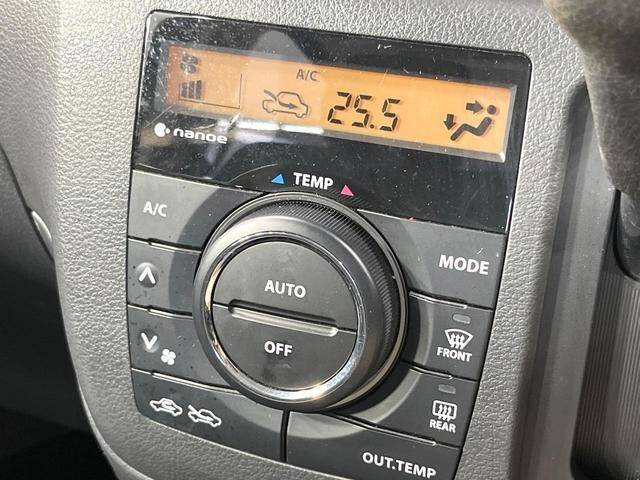 A/C
25.5
nanoe
TEMP
A/C
MODE
AUTO
OFF
FRONT
REAR
OUT.TEMP